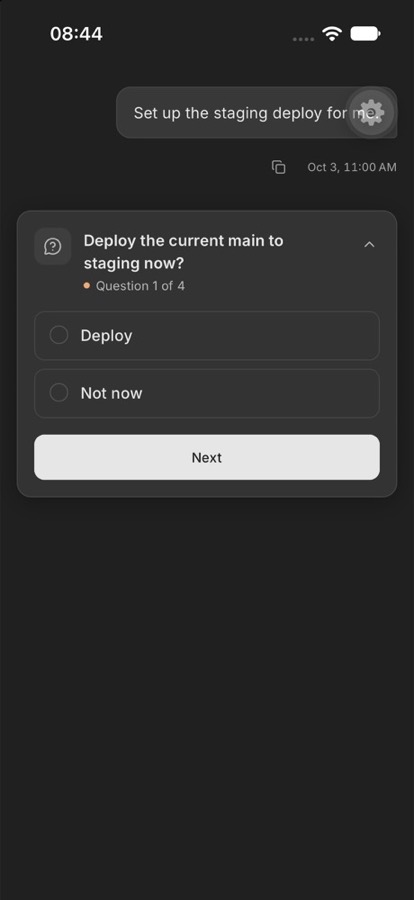 08:44
Set up the staging deploy for me.
Oct 3, 11:00 AM
Deploy the current main to
staging now?
Question 1 of 4
Deploy
Not now
Next